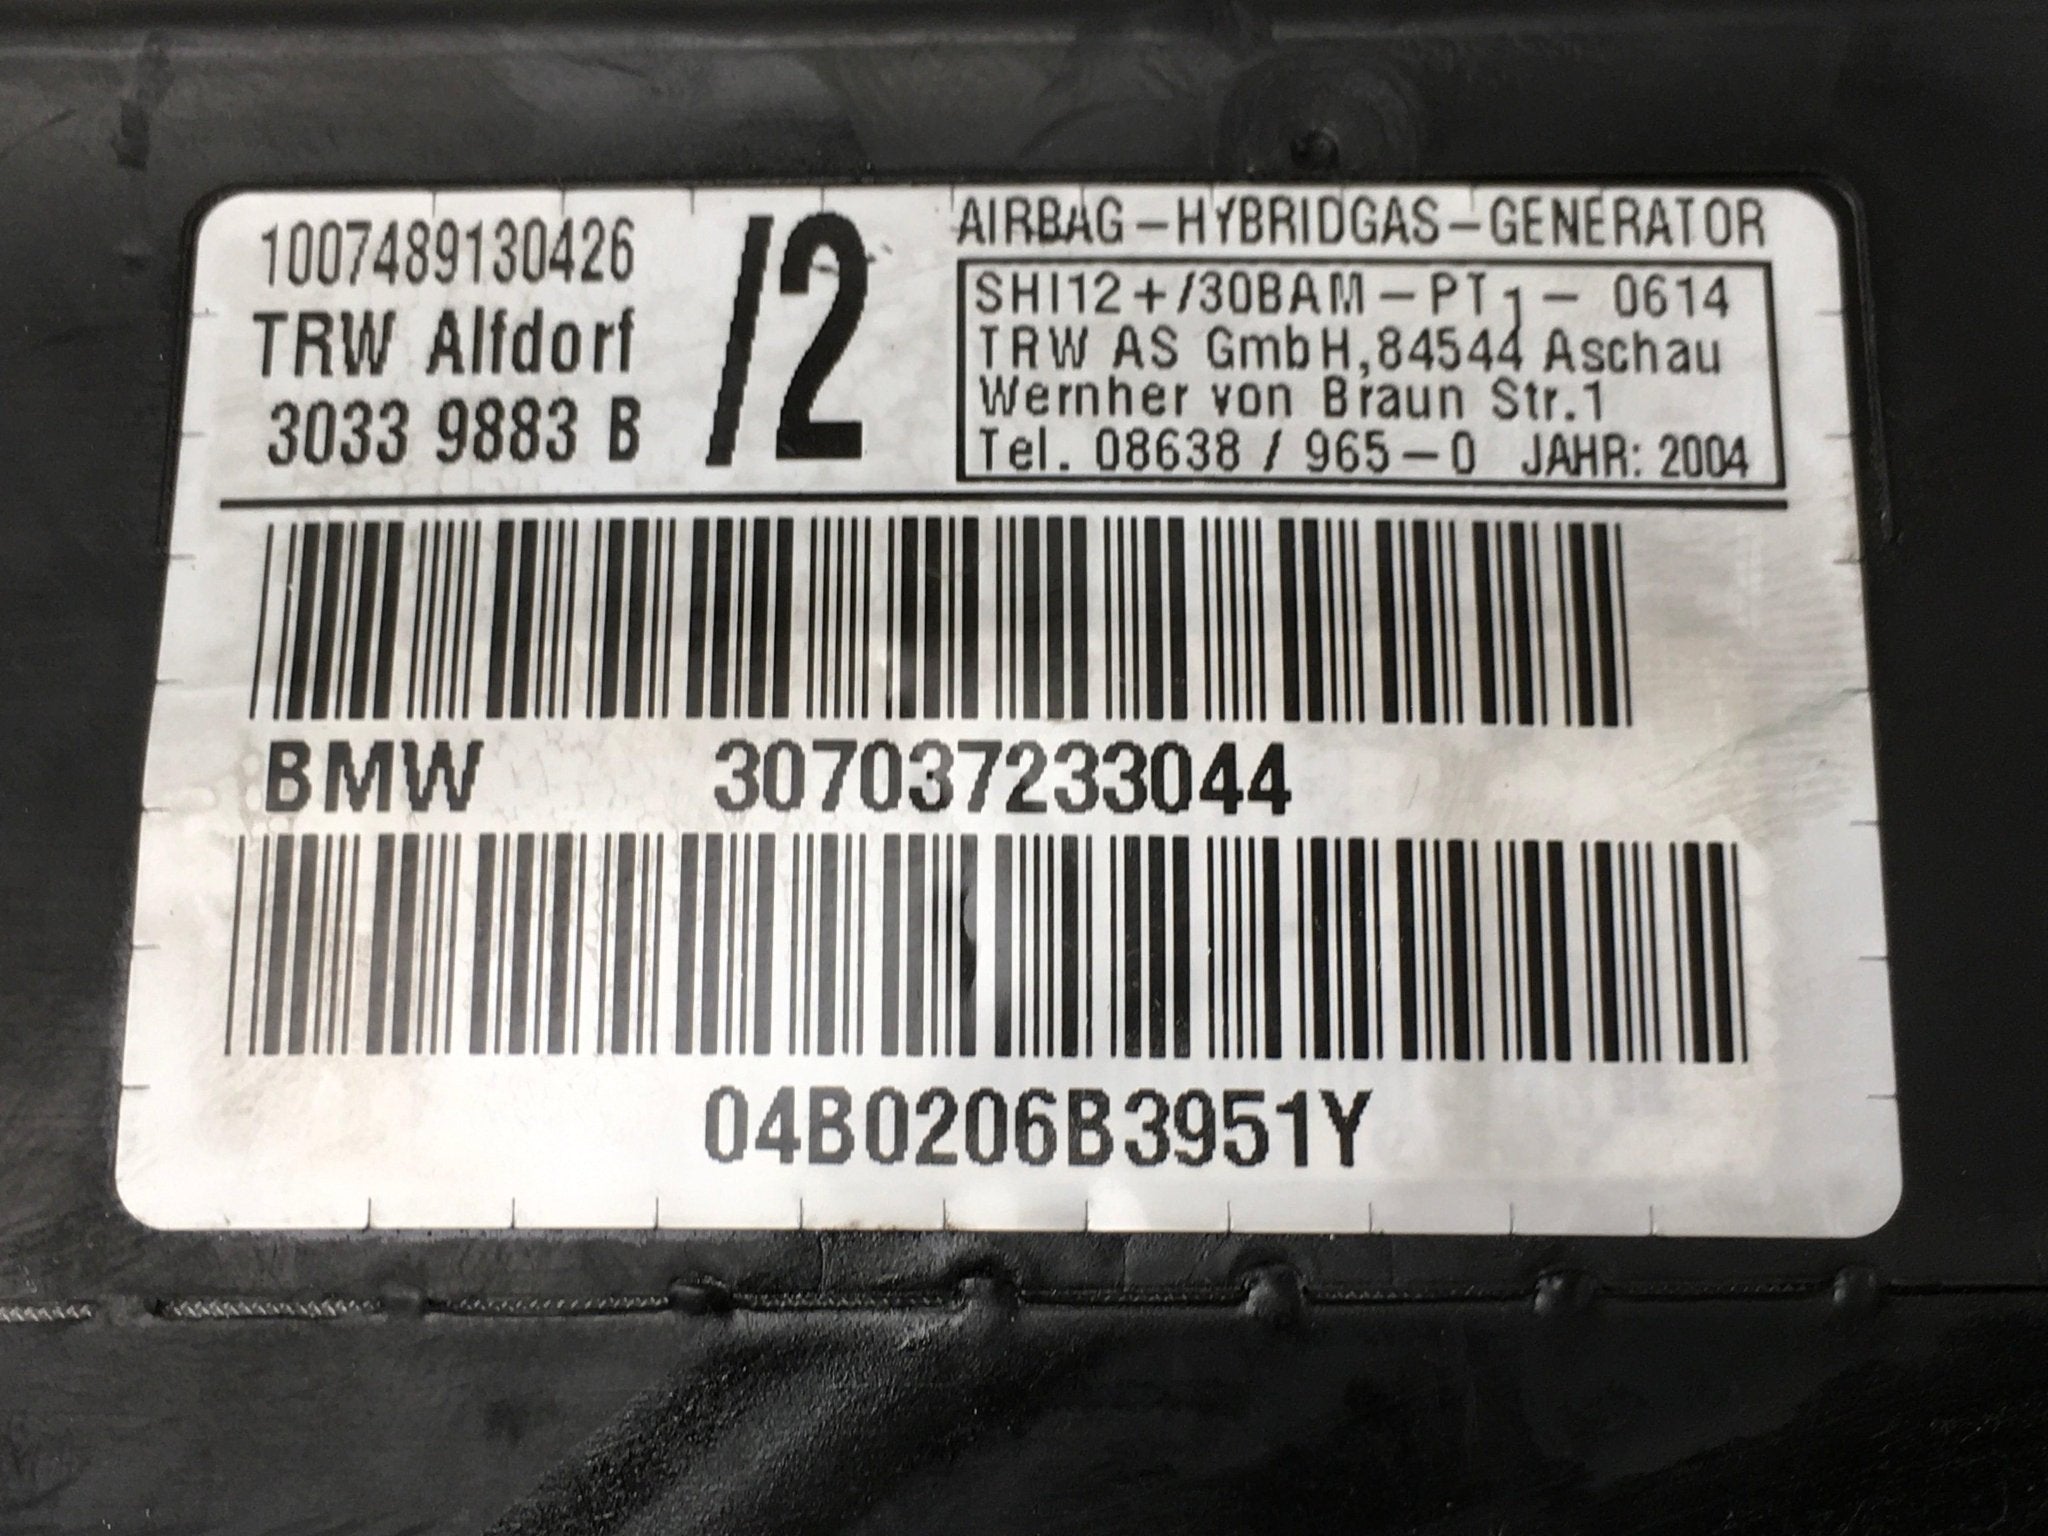 1007489130426
TRW Alfdorf
3033 9883 B
/2
AIRBAG-HYBRIDGAS-GENERATOR
SHI12+/30BAM-PT1- 0614
TRW AS GmbH,84544 Aschau
Wernher von Braun Str.1
Tel. 08638 / 965-0 JAHR: 2004
BMW 307037233044
04B0206B3951Y